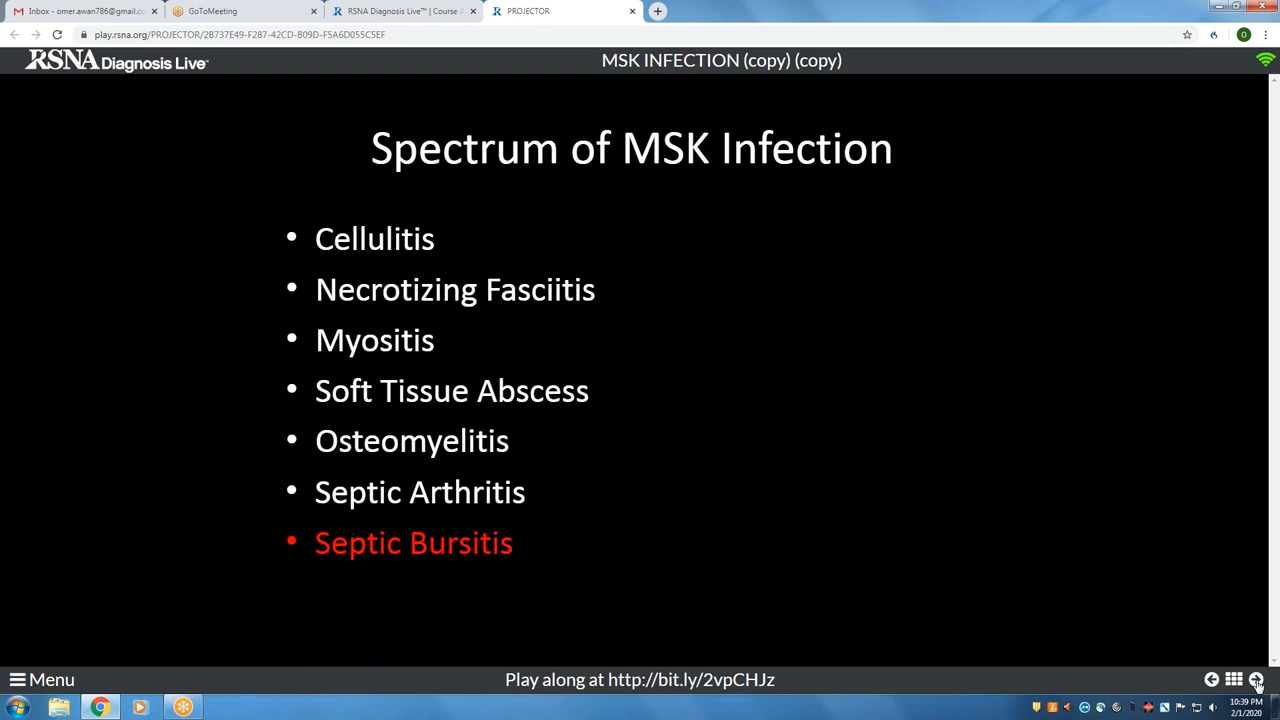 Inbox - omer.awan786@gmail.co
GoToMeeting
RSNA Diagnosis Live™ | Course
PROJECTOR
play.rsna.org/PROJECTOR/2B737E49-F287-42CD-B09D-F5A6D055C5EF
O
RSNA Diagnosis Live™
MSK INFECTION (copy) (copy)
Spectrum of MSK Infection
• Cellulitis
• Necrotizing Fasciitis
• Myositis
• Soft Tissue Abscess
• Osteomyelitis
• Septic Arthritis
• Septic Bursitis
Menu
Play along at http://bit.ly/2vpCHJz
10:39 PM
2/1/2020